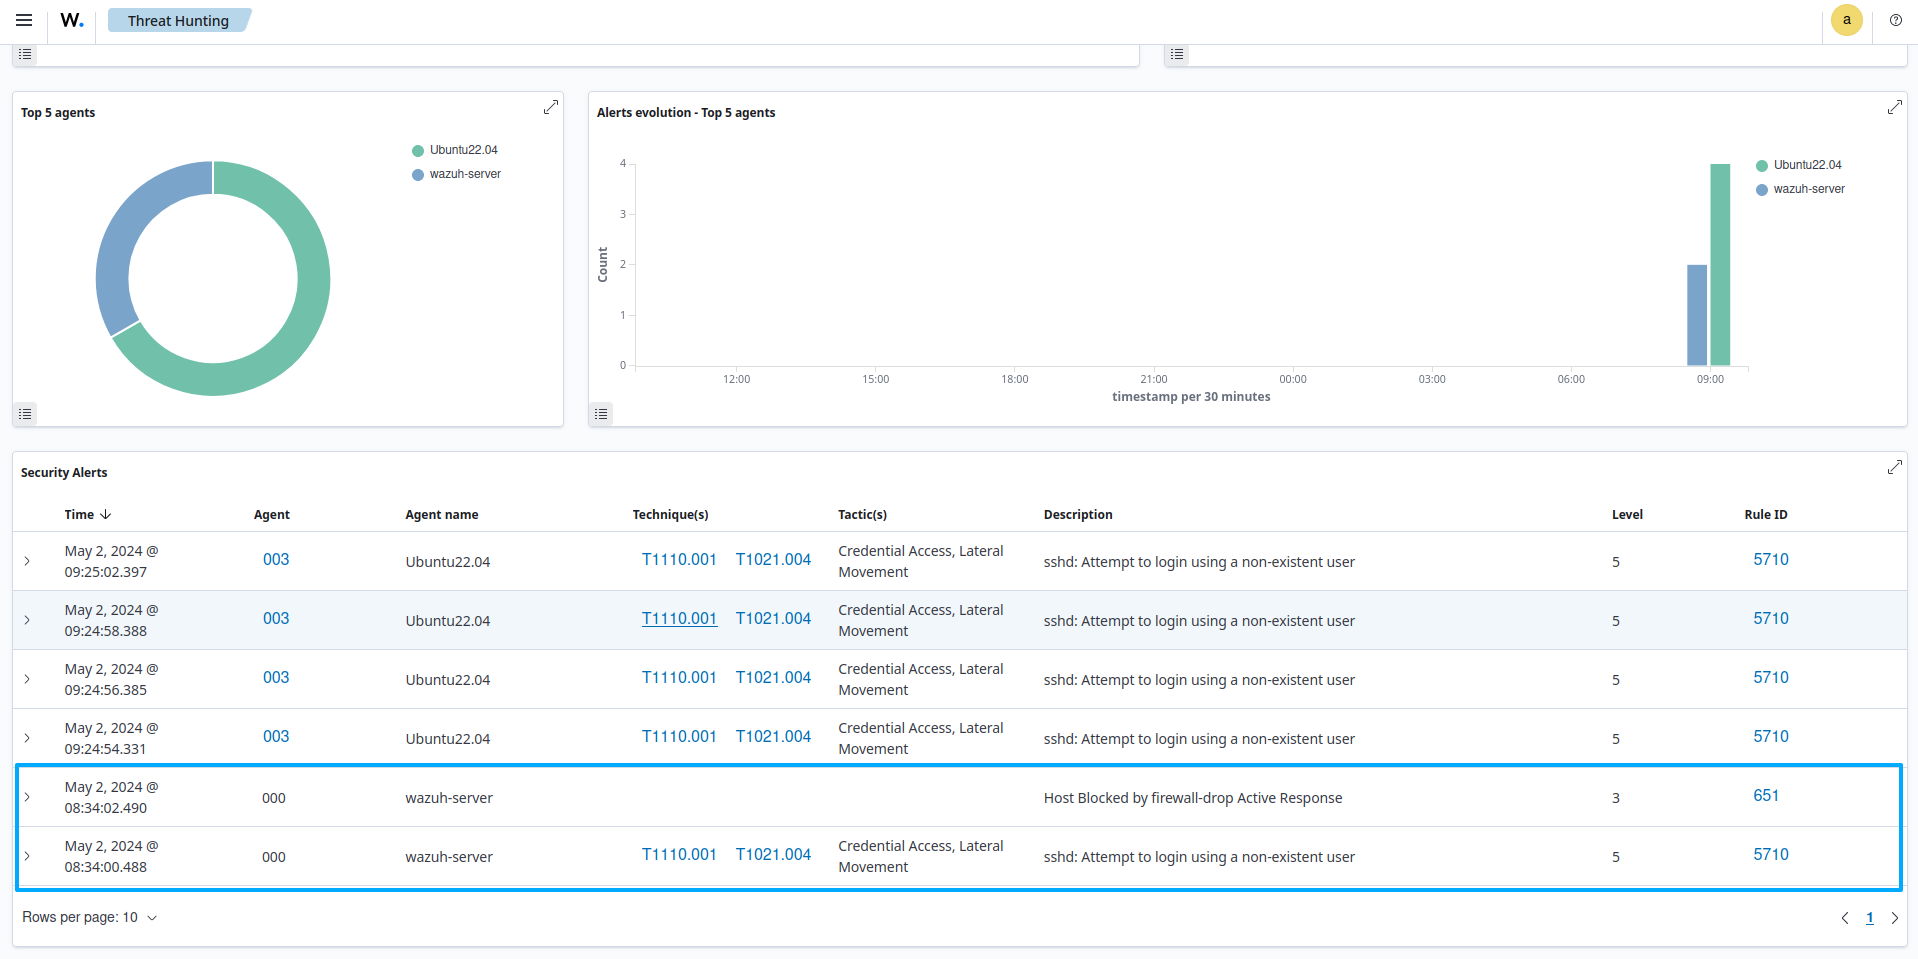 W.
Threat Hunting
a
Top 5 agents
Ubuntu22.04
wazuh-server
Alerts evolution - Top 5 agents
4
3
2
1
0
Count
12:00 15:00 18:00 21:00 00:00 03:00 06:00 09:00
timestamp per 30 minutes
Ubuntu22.04
wazuh-server
Security Alerts
Time Agent Agent name Technique(s) Tactic(s) Description Level Rule ID
May 2, 2024 @ 09:25:02.397 003 Ubuntu22.04 T1110.001 T1021.004 Credential Access, Lateral Movement sshd: Attempt to login using a non-existent user 5 5710
May 2, 2024 @ 09:24:58.388 003 Ubuntu22.04 T1110.001 T1021.004 Credential Access, Lateral Movement sshd: Attempt to login using a non-existent user 5 5710
May 2, 2024 @ 09:24:56.385 003 Ubuntu22.04 T1110.001 T1021.004 Credential Access, Lateral Movement sshd: Attempt to login using a non-existent user 5 5710
May 2, 2024 @ 09:24:54.331 003 Ubuntu22.04 T1110.001 T1021.004 Credential Access, Lateral Movement sshd: Attempt to login using a non-existent user 5 5710
May 2, 2024 @ 08:34:02.490 000 wazuh-server Host Blocked by firewall-drop Active Response 3 651
May 2, 2024 @ 08:34:00.488 000 wazuh-server T1110.001 T1021.004 Credential Access, Lateral Movement sshd: Attempt to login using a non-existent user 5 5710
Rows per page: 10
1